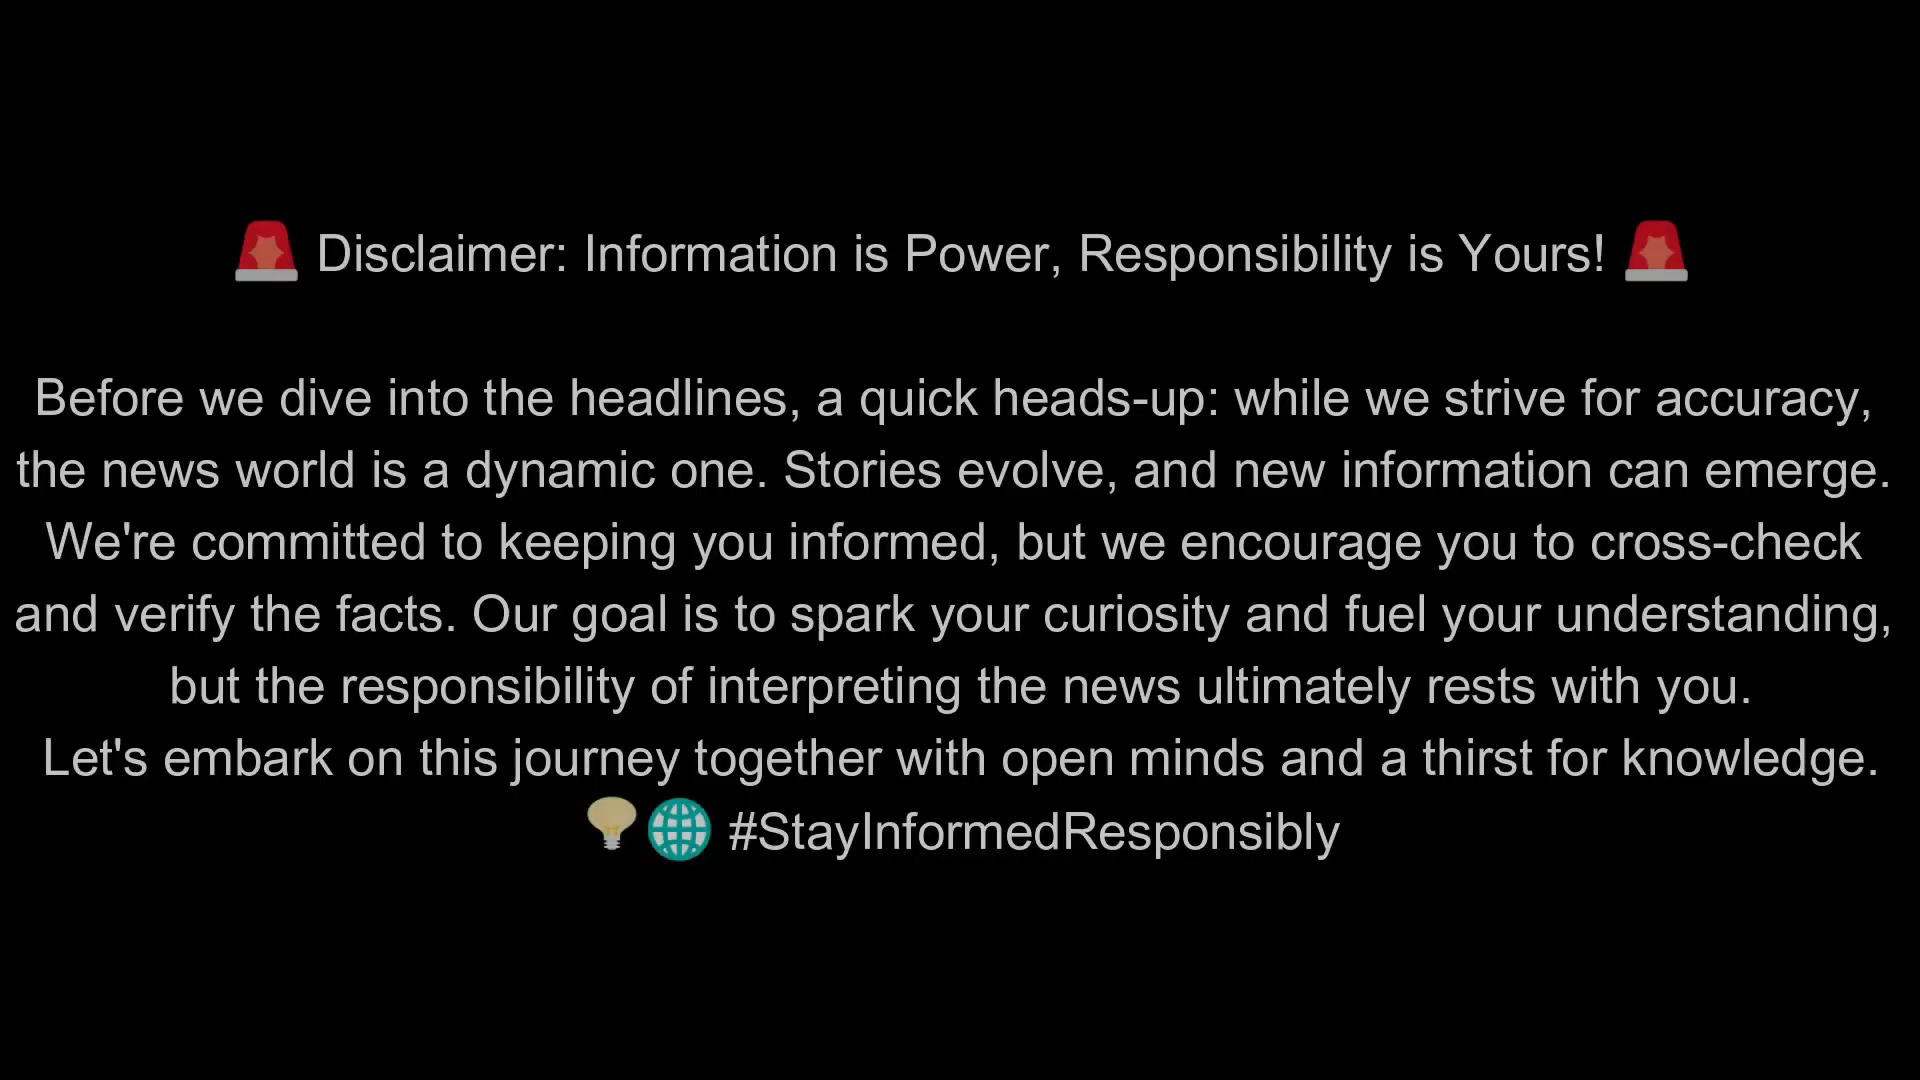 🚨 Disclaimer: Information is Power, Responsibility is Yours! 🚨
Before we dive into the headlines, a quick heads-up: while we strive for accuracy,
the news world is a dynamic one. Stories evolve, and new information can emerge.
We're committed to keeping you informed, but we encourage you to cross-check
and verify the facts. Our goal is to spark your curiosity and fuel your understanding,
but the responsibility of interpreting the news ultimately rests with you.
Let's embark on this journey together with open minds and a thirst for knowledge.
💡🌐 #StayInformedResponsibly